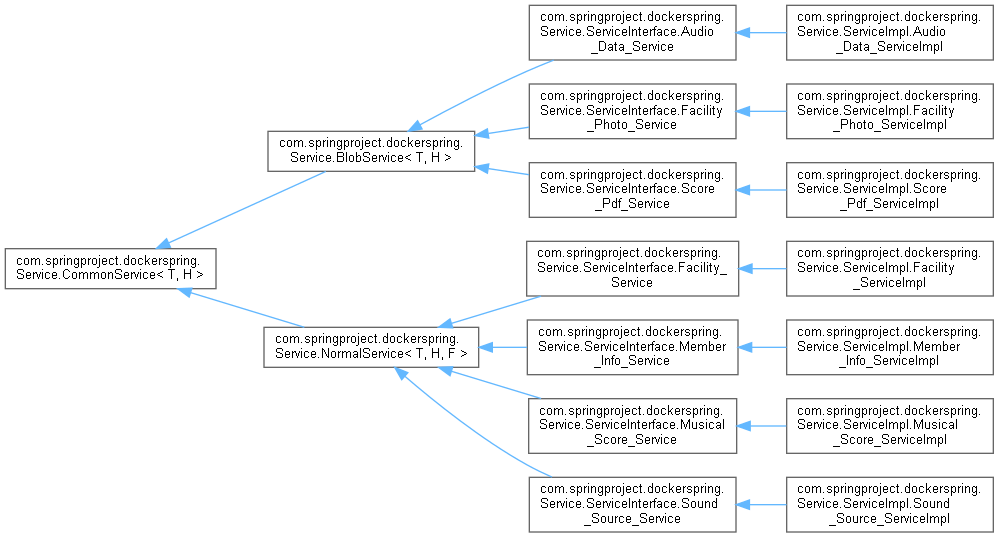 com.springproject.dockerspring.
Service.ServiceInterface.Audio
_Data_Service
com.springproject.dockerspring.
Service.ServiceImpl.Audio
_Data_ServiceImpl
com.springproject.dockerspring.
Service.ServiceInterface.Facility
_Photo_Service
com.springproject.dockerspring.
Service.ServiceImpl.Facility
_Photo_ServiceImpl
com.springproject.dockerspring.
Service.BlobService< T, H >
com.springproject.dockerspring.
Service.ServiceInterface.Score
_Pdf_Service
com.springproject.dockerspring.
Service.ServiceImpl.Score
_Pdf_ServiceImpl
com.springproject.dockerspring.
Service.CommonService< T, H >
com.springproject.dockerspring.
Service.ServiceInterface.Facility_
Service
com.springproject.dockerspring.
Service.ServiceImpl.Facility
_ServiceImpl
com.springproject.dockerspring.
Service.NormalService< T, H, F >
com.springproject.dockerspring.
Service.ServiceInterface.Member
_Info_Service
com.springproject.dockerspring.
Service.ServiceImpl.Member
_Info_ServiceImpl
com.springproject.dockerspring.
Service.ServiceInterface.Musical
_Score_Service
com.springproject.dockerspring.
Service.ServiceImpl.Musical
_Score_ServiceImpl
com.springproject.dockerspring.
Service.ServiceInterface.Sound
_Source_Service
com.springproject.dockerspring.
Service.ServiceImpl.Sound
_Source_ServiceImpl